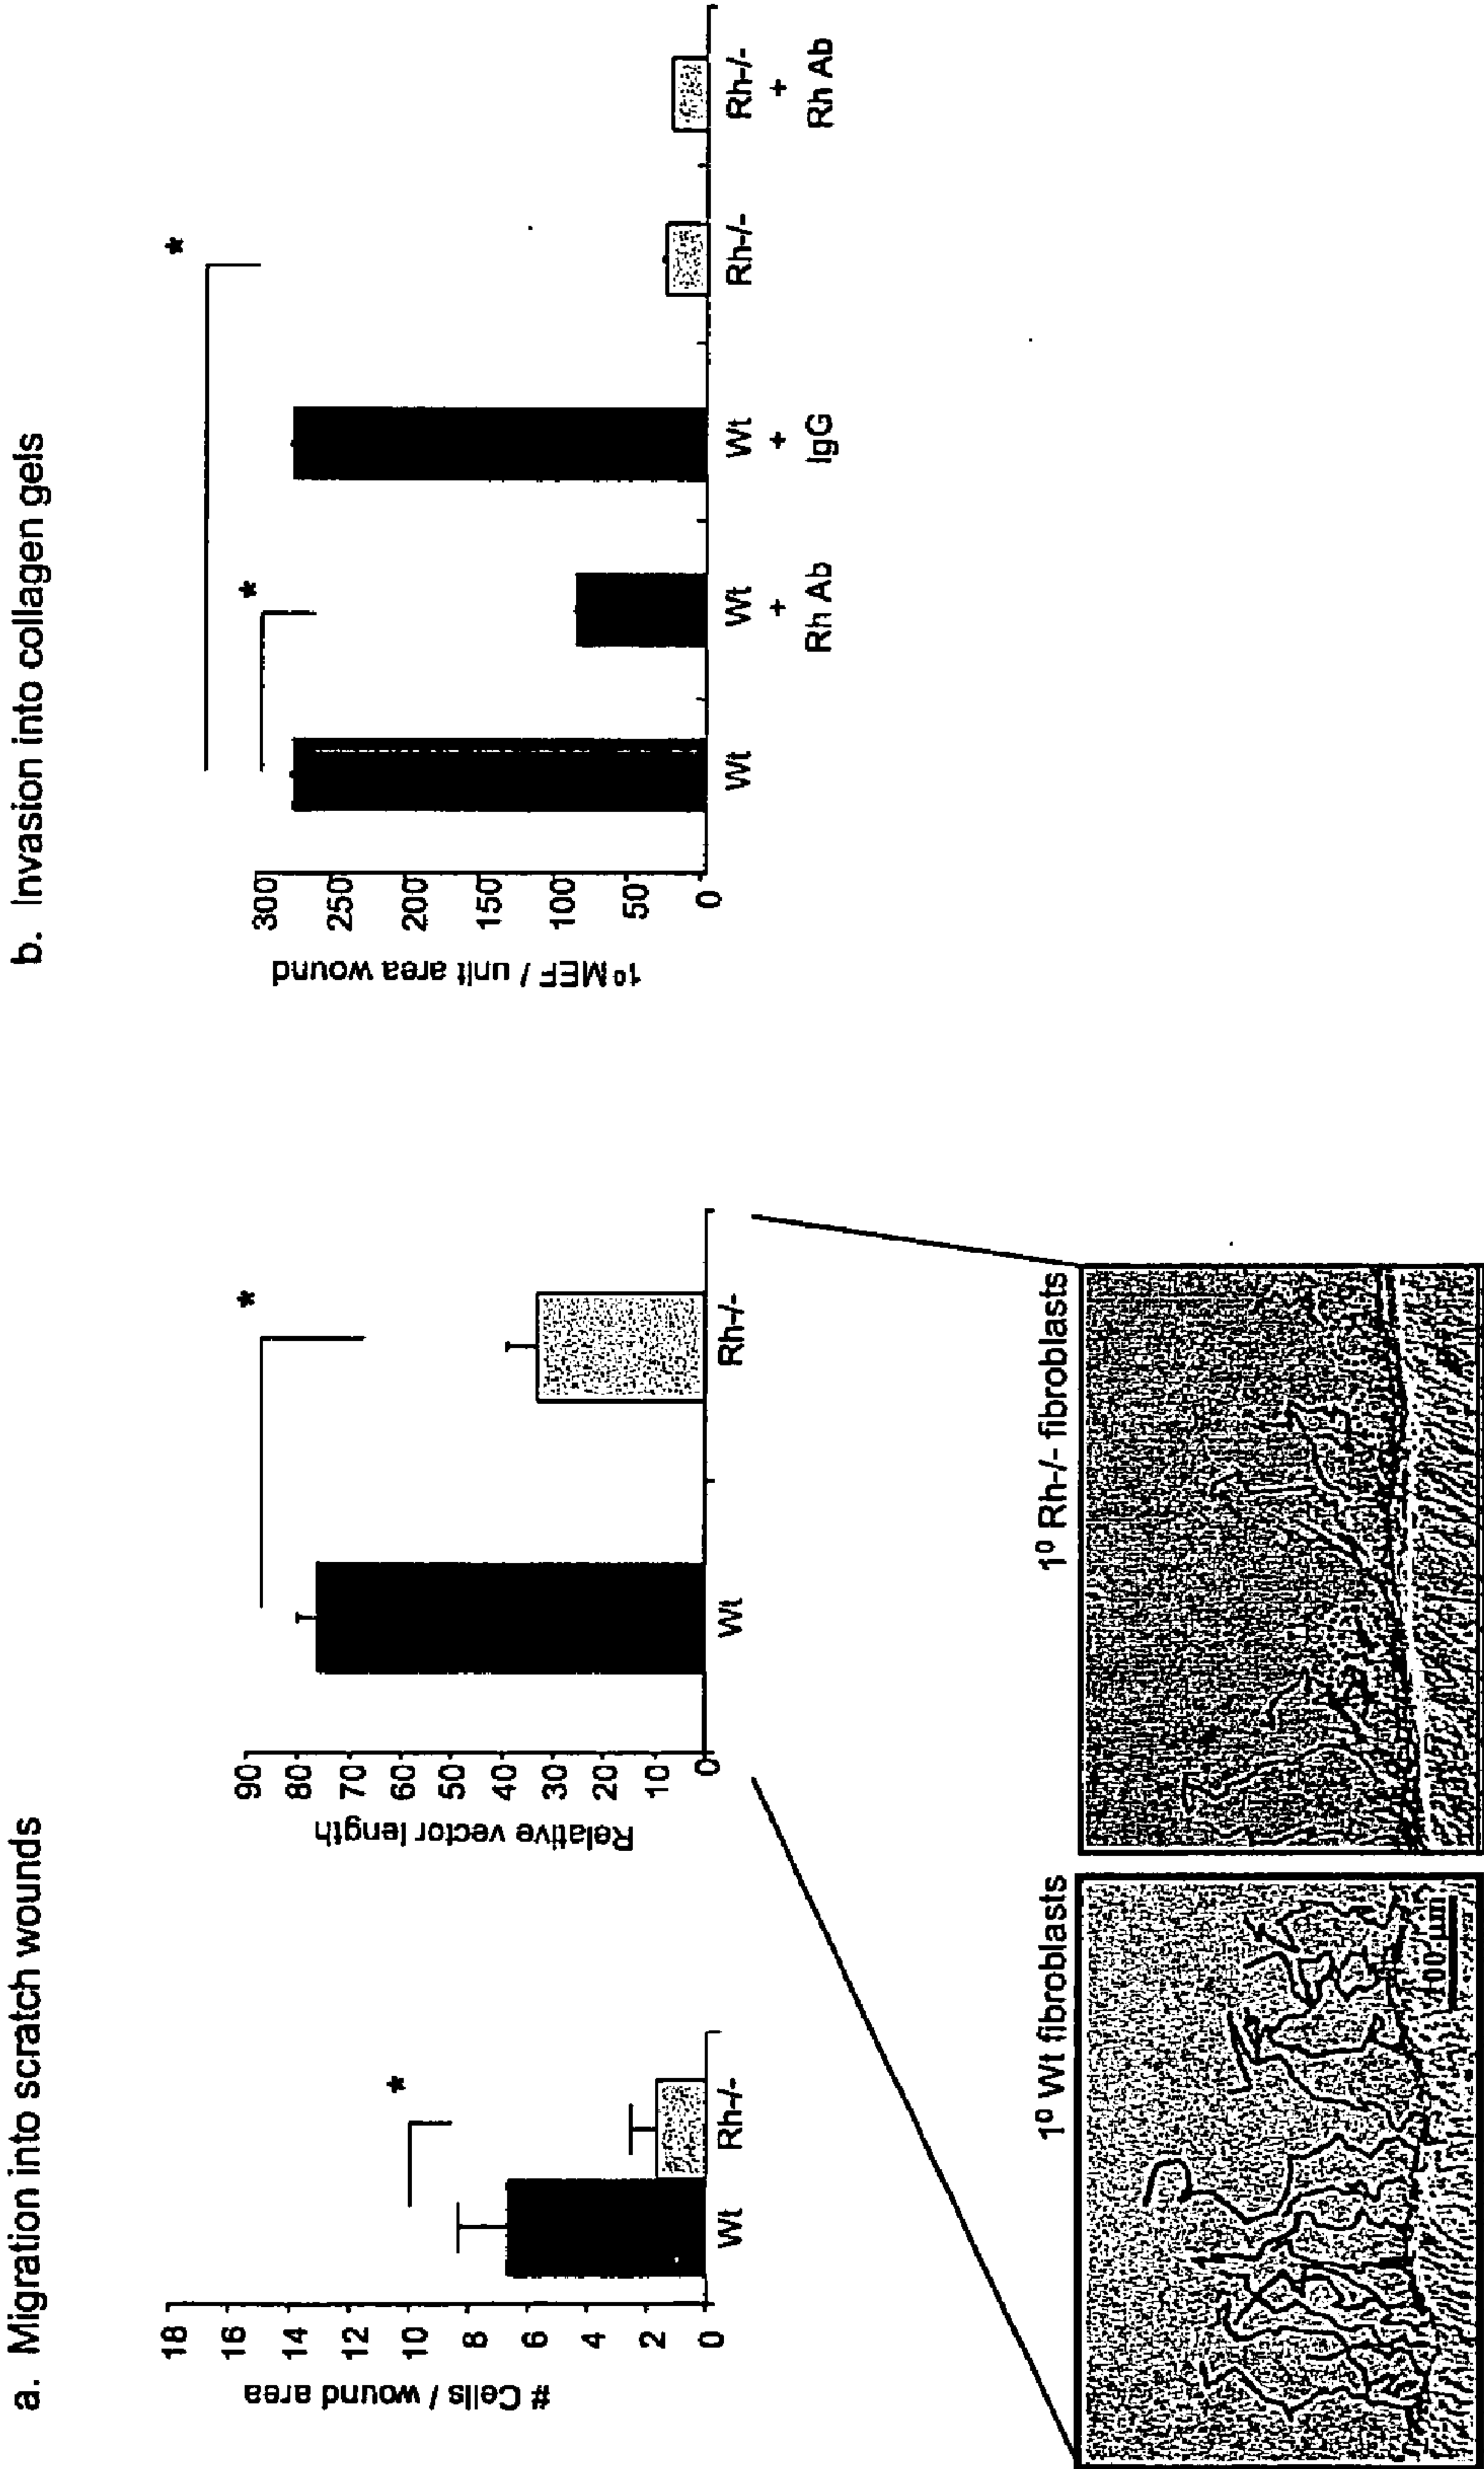 a. Migration into scratch wounds
# Cells / wound area
18
16
14
12
10
8
6
4
2
0
*
Wt
Rh-/-
Relative vector length
90
80
70
60
50
40
30
20
10
0
*
Wt
Rh-/-
1⁰ Wt fibroblasts
100 µm
1⁰ Rh-/- fibroblasts
b. Invasion into collagen gels
1⁰ MEF / unit area wound
300
250
200
150
100
50
0
*
*
Wt
Wt
+
Rh Ab
Wt
+
IgG
Rh-/-
Rh-/-
+
Rh Ab